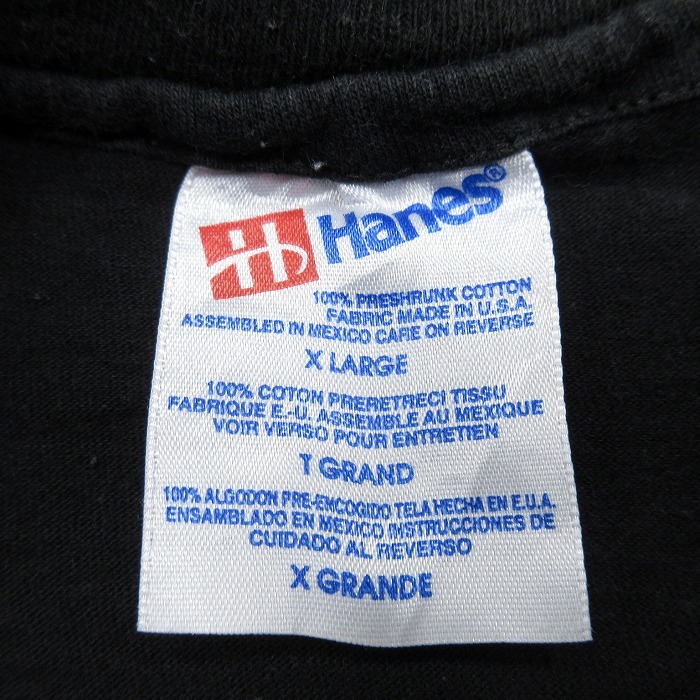 H Hanes®
100% PRESHRUNK COTTON
FABRIC MADE IN U.S.A.
ASSEMBLED IN MEXICO CARE ON REVERSE
X LARGE
100% COTON PRERETRECI TISSU
FABRIQUE E.-U. ASSEMBLE AU MEXIQUE
VOIR VERSO POUR ENTRETIEN
T GRAND
100% ALGODON PRE-ENCOGIDO TELA HECHA EN E.U.A.
ENSAMBLADO EN MEXICO INSTRUCCIONES DE
CUIDADO AL REVERSO
X GRANDE